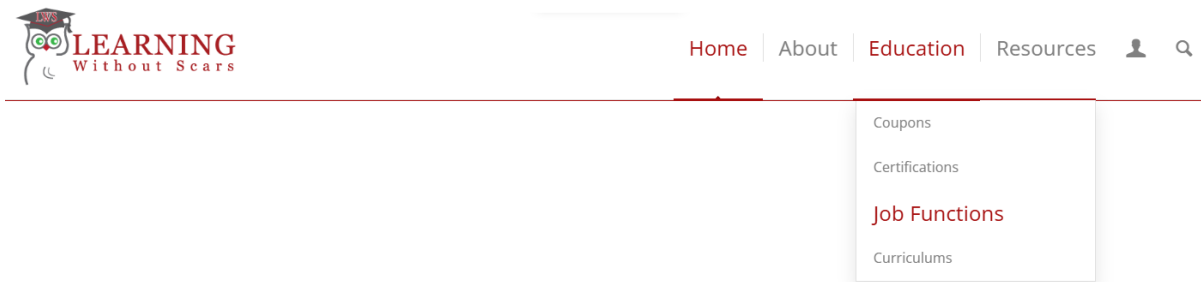 LWS
LEARNING
Without Scars
Home
About
Education
Resources
Coupons
Certifications
Job Functions
Curriculums